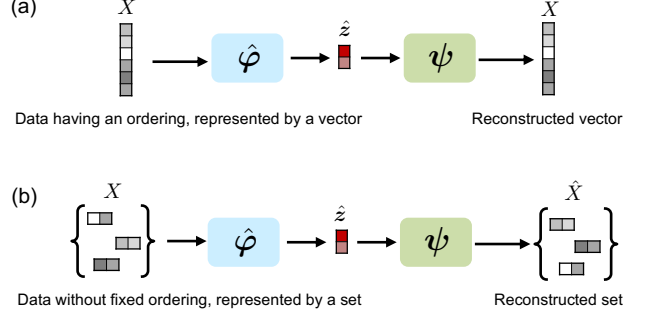 (a)
X
X
φ̂
ẑ
ψ
Data having an ordering, represented by a vector
Reconstructed vector
(b)
X
X̂
φ̂
ẑ
ψ
Data without fixed ordering, represented by a set
Reconstructed set